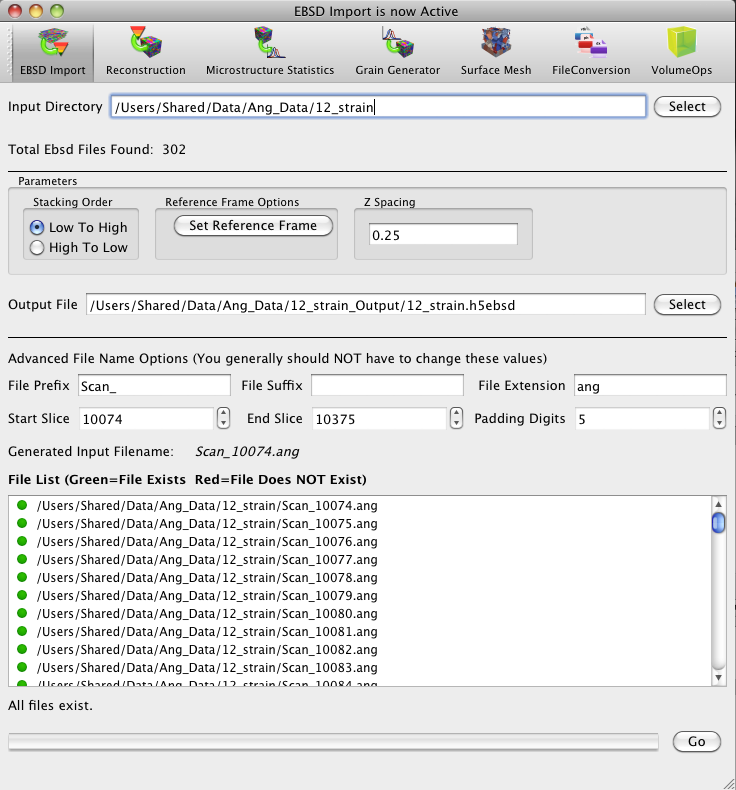 EBSD Import is now Active
EBSD Import Reconstruction Microstructure Statistics Grain Generator Surface Mesh FileConversion VolumeOps
Input Directory /Users/Shared/Data/Ang_Data/12_strain Select
Total Ebsd Files Found: 302
Parameters
Stacking Order Reference Frame Options Z Spacing
Low To High Set Reference Frame 0.25
High To Low
Output File /Users/Shared/Data/Ang_Data/12_strain_Output/12_strain.h5ebsd Select
Advanced File Name Options (You generally should NOT have to change these values)
File Prefix Scan_ File Suffix File Extension ang
Start Slice 10074 End Slice 10375 Padding Digits 5
Generated Input Filename: Scan_10074.ang
File List (Green=File Exists Red=File Does NOT Exist)
/Users/Shared/Data/Ang_Data/12_strain/Scan_10074.ang
/Users/Shared/Data/Ang_Data/12_strain/Scan_10075.ang
/Users/Shared/Data/Ang_Data/12_strain/Scan_10076.ang
/Users/Shared/Data/Ang_Data/12_strain/Scan_10077.ang
/Users/Shared/Data/Ang_Data/12_strain/Scan_10078.ang
/Users/Shared/Data/Ang_Data/12_strain/Scan_10079.ang
/Users/Shared/Data/Ang_Data/12_strain/Scan_10080.ang
/Users/Shared/Data/Ang_Data/12_strain/Scan_10081.ang
/Users/Shared/Data/Ang_Data/12_strain/Scan_10082.ang
/Users/Shared/Data/Ang_Data/12_strain/Scan_10083.ang
/Users/Shared/Data/Ang_Data/12_strain/Scan_10084.ang
All files exist.
Go